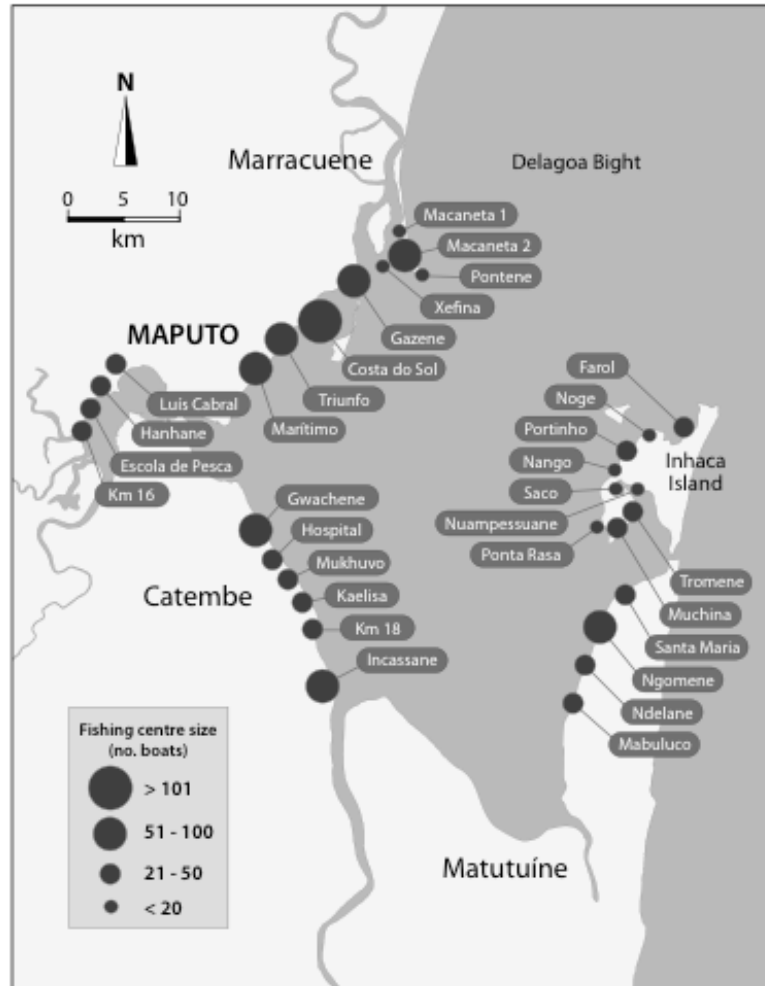 N
Marracuene
Delagoa Bight
0 5 10
km
Macaneta 1
Macaneta 2
Pontene
Xefina
Gazene
MAPUTO
Costa do Sol
Triunfo
Marítimo
Luis Cabral
Hanhane
Escola de Pesca
Km 16
Farol
Noge
Portinho
Nango
Saco
Nuampessuane
Ponta Rasa
Inhaca
Island
Tromene
Muchina
Santa Maria
Ngomene
Ndelane
Mabuluco
Gwachene
Hospital
Mukhuvo
Kaelisa
Km 18
Incassane
Catembe
Matutuíne
Fishing centre size
(no. boats)
> 101
51 - 100
21 - 50
< 20